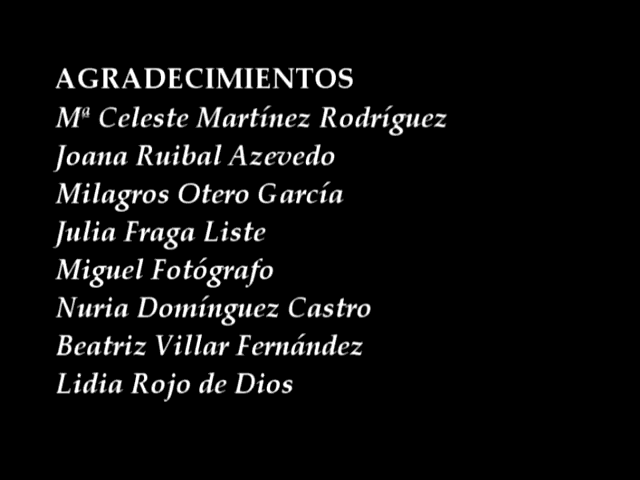 AGRADECIMIENTOS
Mª Celeste Martínez Rodríguez
Joana Ruibal Azevedo
Milagros Otero García
Julia Fraga Liste
Miguel Fotógrafo
Nuria Domínguez Castro
Beatriz Villar Fernández
Lidia Rojo de Dios